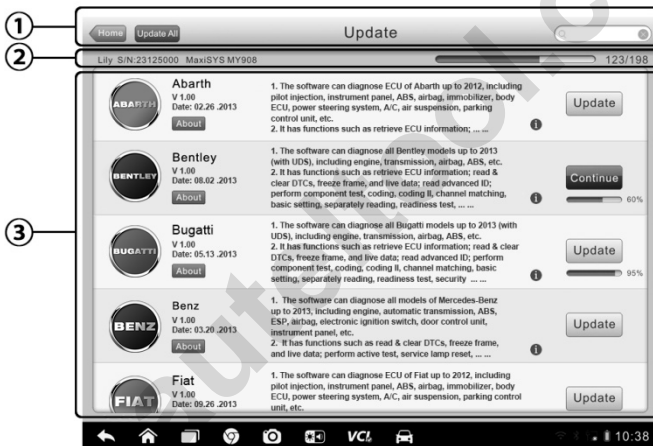 ① Home Update All Update
② Lily S/N:23125000 MaxiSYS MY908 123/198
③
ABARTH
Abarth
V 1.00
Date: 02.26 .2013
About
1. The software can diagnose ECU of Abarth up to 2012, including
pilot injection, instrument panel, ABS, airbag, immobilizer, body
ECU, power steering system, A/C, air suspension, parking
control unit, etc.
2. It has functions such as retrieve ECU information; ... ...
Update
BENTLEY
Bentley
V 1.00
Date: 08.02 .2013
About
1. The software can diagnose all Bentley models up to 2013
(with UDS), including engine, transmission, airbag, ABS, etc.
2. It has functions such as retrieve ECU information; read &
clear DTCs, freeze frame, and live data; read advanced ID;
perform component test, coding, coding II, channel matching,
basic setting, separately reading, readiness test, ... ...
Continue
60%
BUGATTI
Bugatti
V 1.00
Date: 05.13 .2013
About
1. The software can diagnose all Bugatti models up to 2013 (with
UDS), including engine, transmission, airbag, ABS, etc.
2. It has functions such as retrieve ECU information; read & clear
DTCs, freeze frame, and live data; read advanced ID; perform
component test, coding, coding II, channel matching, basic
setting, separately reading, readiness test, security ... ...
Update
95%
BENZ
Benz
V 1.00
Date: 03.20 .2013
About
1. The software can diagnose all models of Mercedes-Benz
up to 2013, including engine, automatic transmission, ABS,
ESP, airbag, electronic ignition switch, door control unit,
instrument panel, etc.
2. It has functions such as read & clear DTCs, freeze frame,
and live data; perform active test, service lamp reset, ... ...
Update
FIAT
Fiat
V 1.00
Date: 09.26 .2013
1. The software can diagnose ECU of Fiat up to 2012, including
pilot injection, instrument panel, ABS, airbag, immobilizer, body
ECU, power steering system, A/C, air suspension, parking control
unit, etc.
Update
VCI 10:38